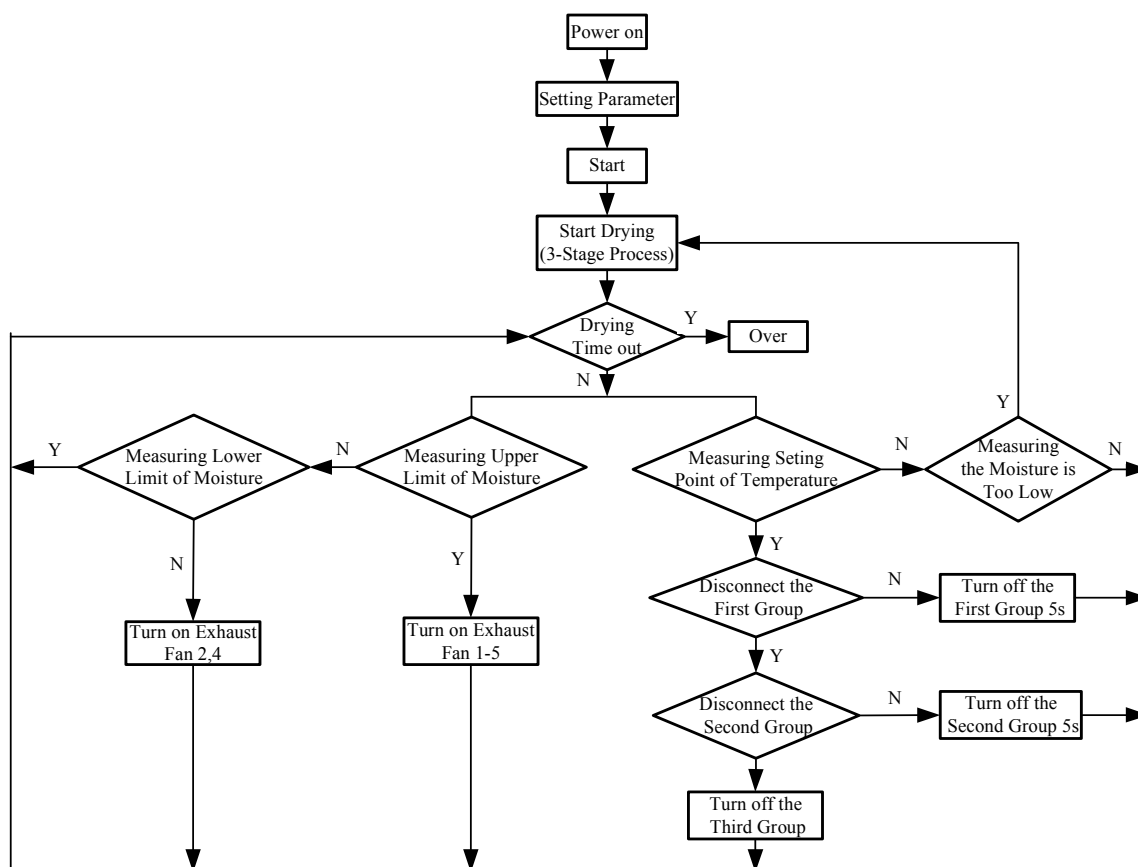 Power on
Setting Parameter
Start
Start Drying
(3-Stage Process)
Drying
Time out
Y
Over
N
Y
Measuring Lower
Limit of Moisture
N
Measuring Upper
Limit of Moisture
Measuring Seting
Point of Temperature
N
Y
Measuring
the Moisture is
Too Low
N
N
Y
Y
Turn on Exhaust
Fan 2,4
Turn on Exhaust
Fan 1-5
Disconnect the
First Group
N
Turn off the
First Group 5s
Y
Disconnect the
Second Group
N
Turn off the
Second Group 5s
Turn off the
Third Group